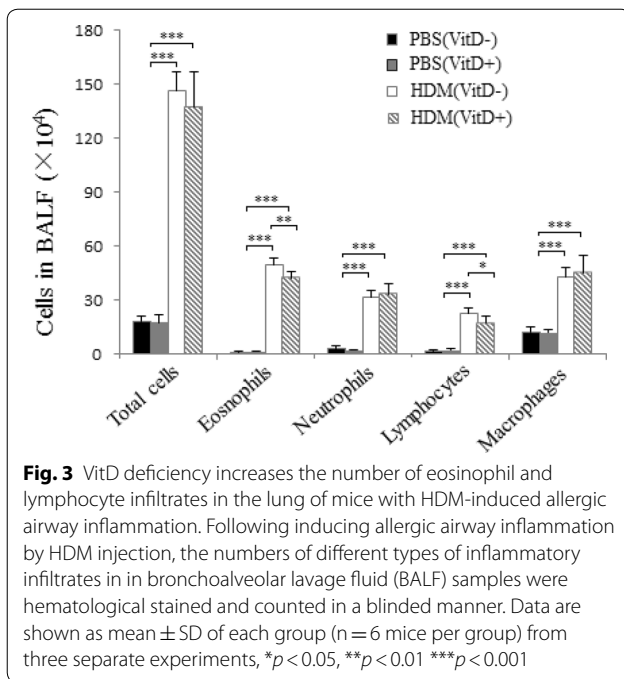 ***
***
180
150
120
90
60
30
0
Cells in BALF (×10⁴)
PBS(VitD-)
PBS(VitD+)
HDM(VitD-)
HDM(VitD+)
***
**
***
***
***
***
*
***
***
***
Total cells
Eosnophils
Neutrophils
Lymphocytes
Macrophages
Fig. 3 VitD deficiency increases the number of eosinophil and
lymphocyte infiltrates in the lung of mice with HDM-induced allergic
airway inflammation. Following inducing allergic airway inflammation
by HDM injection, the numbers of different types of inflammatory
infiltrates in in bronchoalveolar lavage fluid (BALF) samples were
hematological stained and counted in a blinded manner. Data are
shown as mean ± SD of each group (n = 6 mice per group) from
three separate experiments, *p < 0.05, **p < 0.01 ***p < 0.001